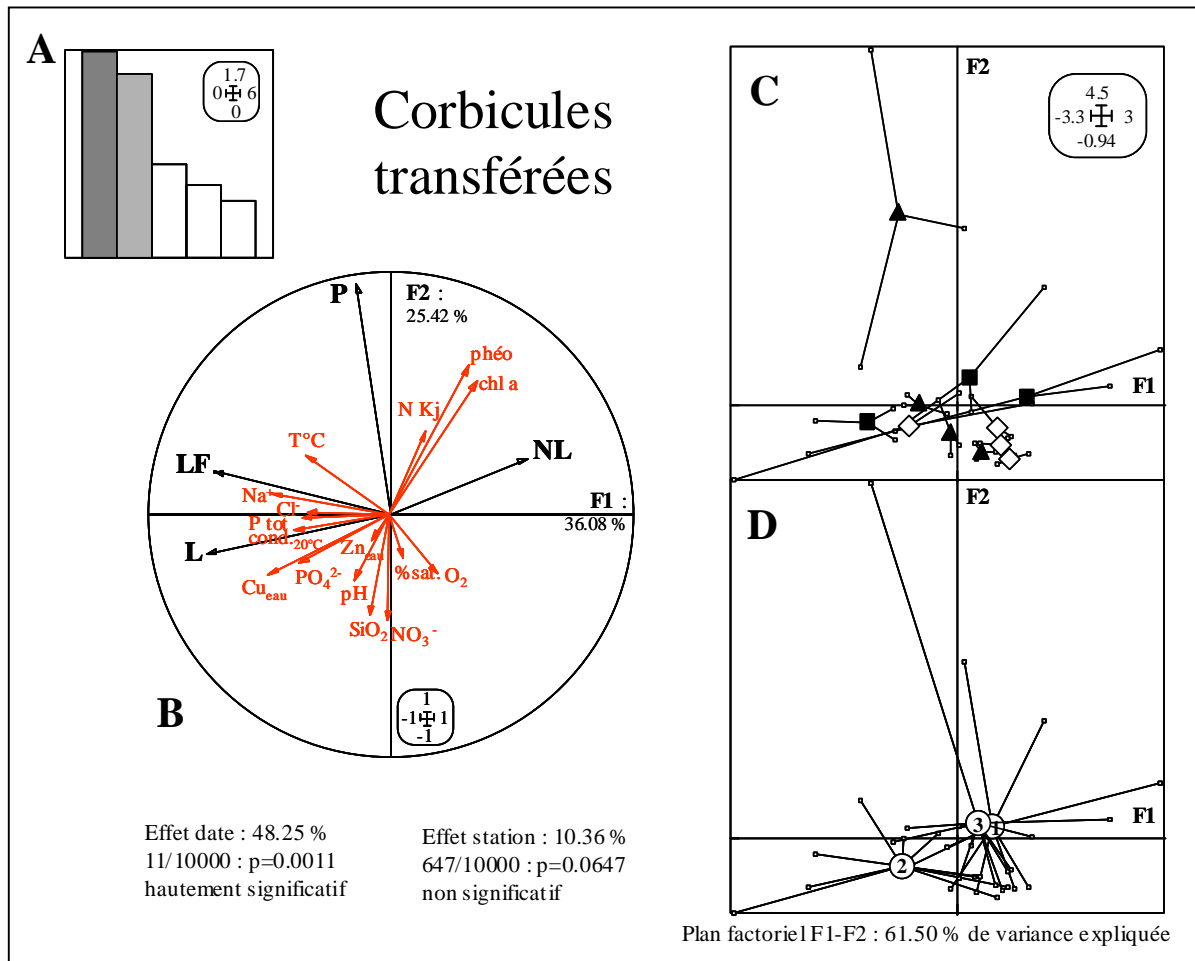 A
1.7
0 6
0
Corbicules
transférées
C
F2
4.5
-3.3 3
-0.94
F1
P
F2 :
25.42 %
phéo
chl a
N Kj
T°C
LF
NL
Na⁺
Cl⁻
F1 :
36.08 %
P tot
cond.20°C
L
Zn eau
PO₄²⁻
Cu eau
% sat.
O₂
pH
SiO₂
NO₃⁻
B
1
-1 1
-1
F2
D
F1
3
1
2
Effet date : 48.25 %
11/10000 : p=0.0011
hautement significatif
Effet station : 10.36 %
647/10000 : p=0.0647
non significatif
Plan factoriel F1-F2 : 61.50 % de variance expliquée